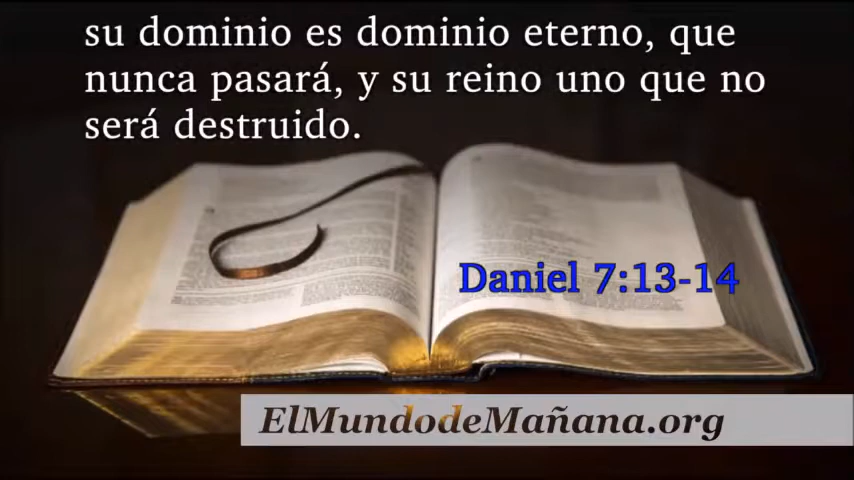 su dominio es dominio eterno, que
nunca pasará, y su reino uno que no
será destruido.
Daniel 7:13-14
ElMundodeMañana.org